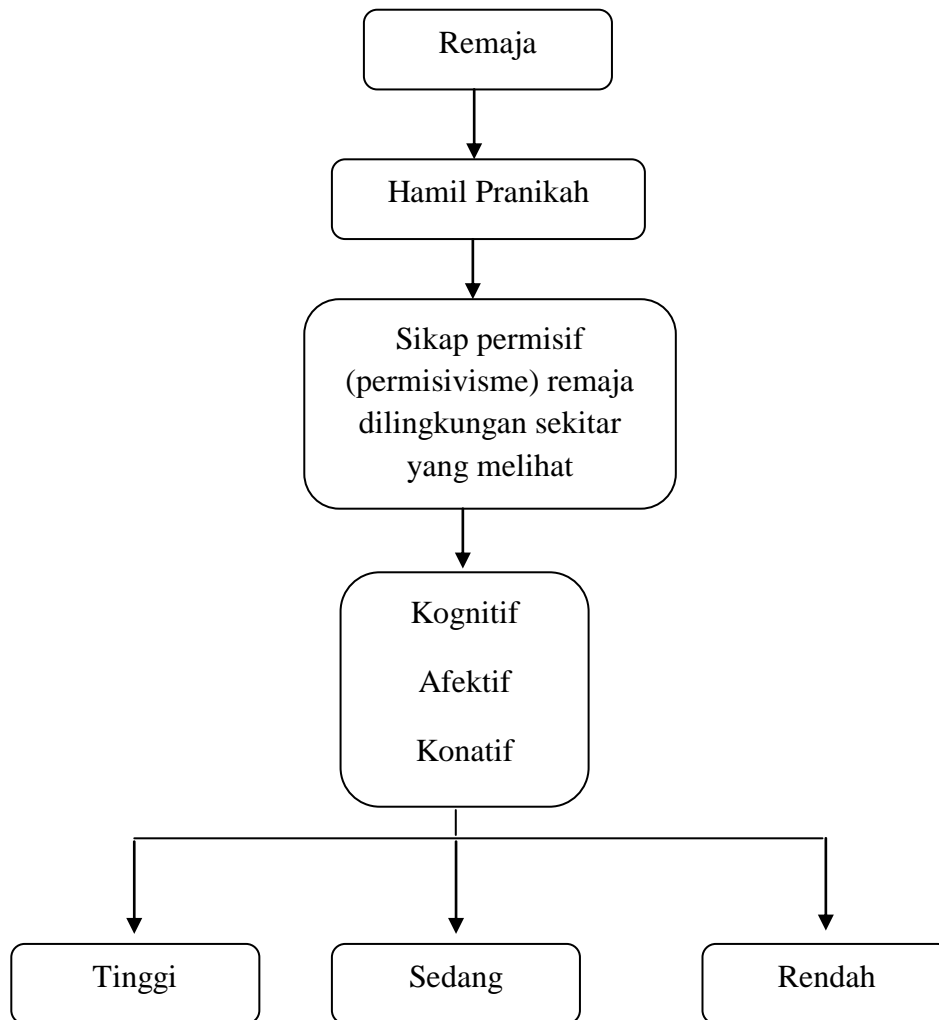 Remaja
Hamil Pranikah
Sikap permisif
(permisivisme) remaja
dilingkungan sekitar
yang melihat
Kognitif
Afektif
Konatif
Tinggi
Sedang
Rendah